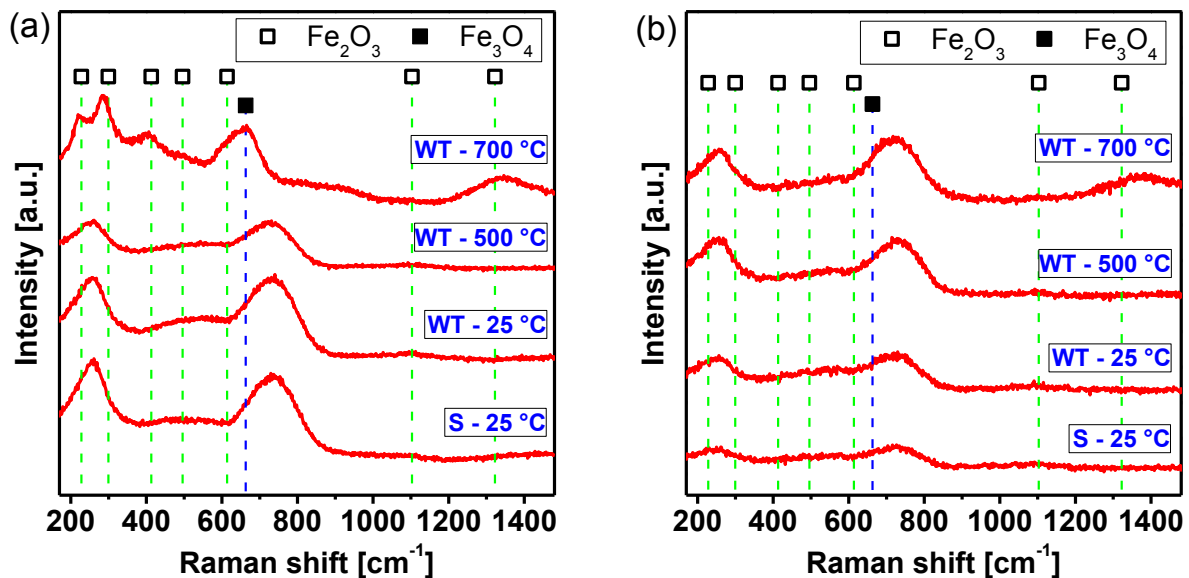 (a)
□ Fe₂O₃ ■ Fe₃O₄
WT - 700 °C
WT - 500 °C
WT - 25 °C
S - 25 °C
Intensity [a.u.]
200 400 600 800 1000 1200 1400
Raman shift [cm⁻¹]
(b)
□ Fe₂O₃ ■ Fe₃O₄
WT - 700 °C
WT - 500 °C
WT - 25 °C
S - 25 °C
Intensity [a.u.]
200 400 600 800 1000 1200 1400
Raman shift [cm⁻¹]